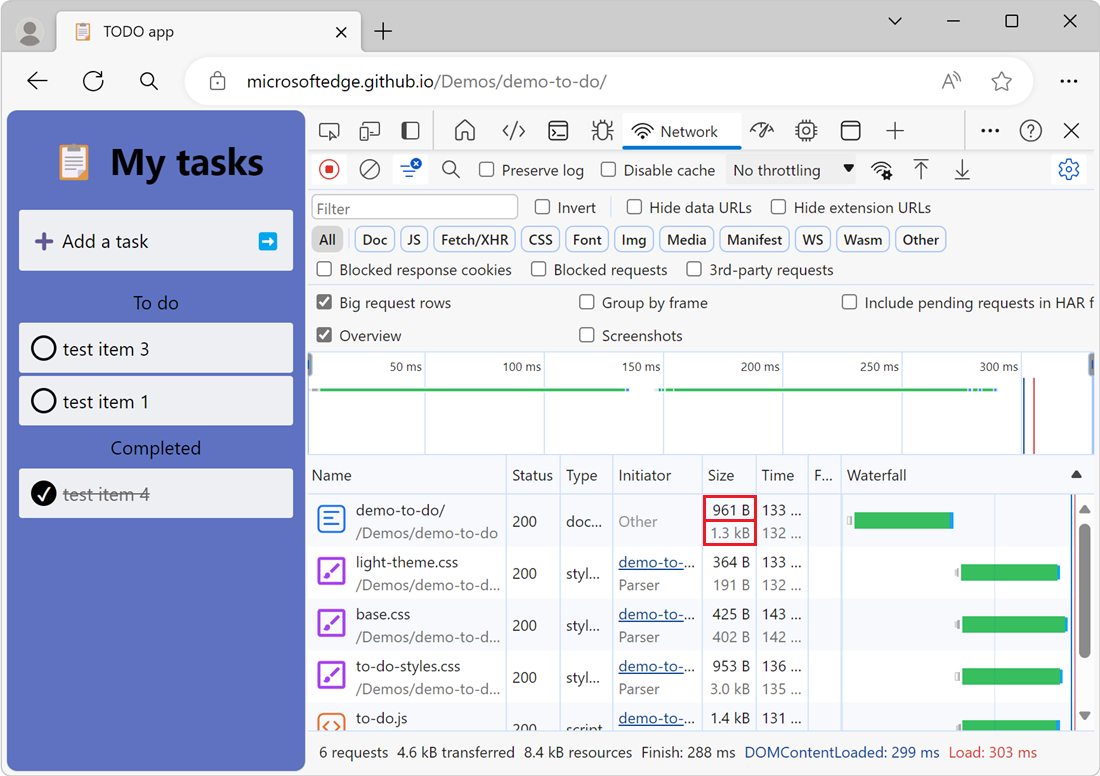 TODO app
microsoftedge.github.io/Demos/demo-to-do/
My tasks
Add a task
To do
test item 3
test item 1
Completed
test item 4
Network
Preserve log Disable cache No throttling
Filter Invert Hide data URLs Hide extension URLs
All Doc JS Fetch/XHR CSS Font Img Media Manifest WS Wasm Other
Blocked response cookies Blocked requests 3rd-party requests
Big request rows Group by frame Include pending requests in HAR f
Overview Screenshots
50 ms 100 ms 150 ms 200 ms 250 ms 300 ms
Name Status Type Initiator Size Time F... Waterfall
demo-to-do/ 961 B 133 ...
200 doc... Other
/Demos/demo-to-do 1.3 kB 132 ...
light-theme.css demo-to-... 364 B 133 ...
200 styl...
/Demos/demo-to-d... Parser 191 B 132 ...
base.css demo-to-... 425 B 143 ...
200 styl...
/Demos/demo-to-d... Parser 402 B 142 ...
to-do-styles.css demo-to-... 953 B 136 ...
200 styl...
/Demos/demo-to-d... Parser 3.0 kB 135 ...
to-do.js demo-to-... 1.4 kB 131 ...
200 script
6 requests 4.6 kB transferred 8.4 kB resources Finish: 288 ms DOMContentLoaded: 299 ms Load: 303 ms